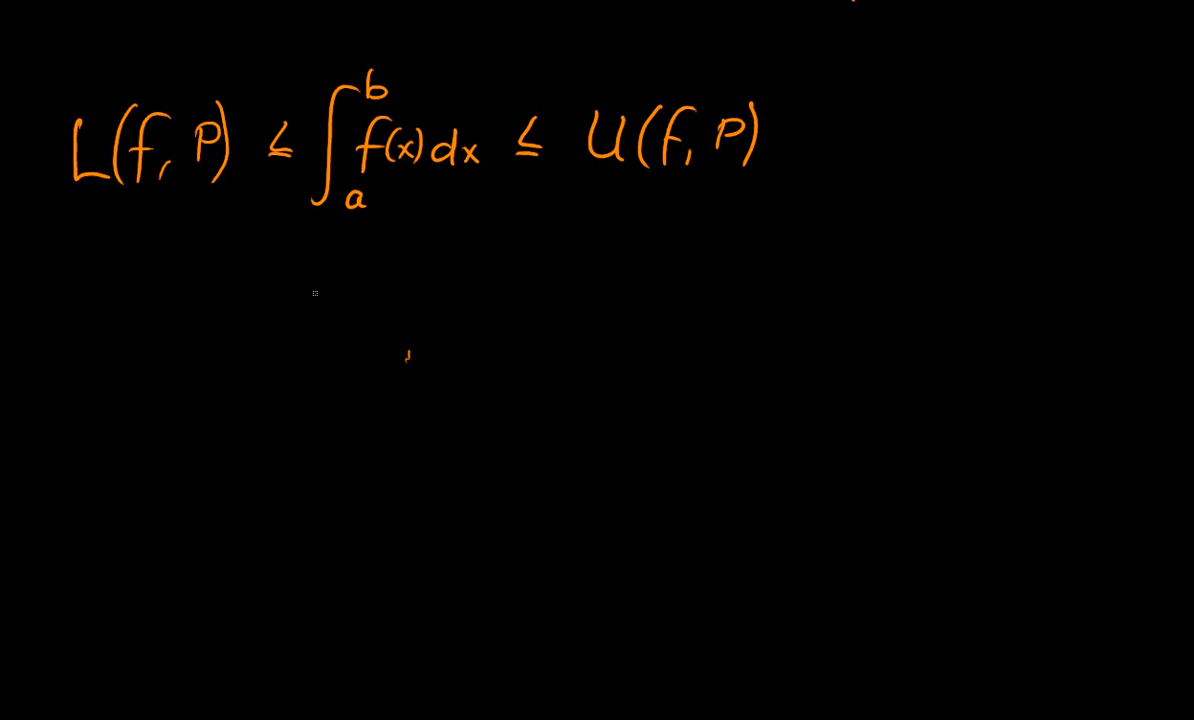 L(f, P) ≤ ∫_a^b f(x) dx ≤ U(f, P)